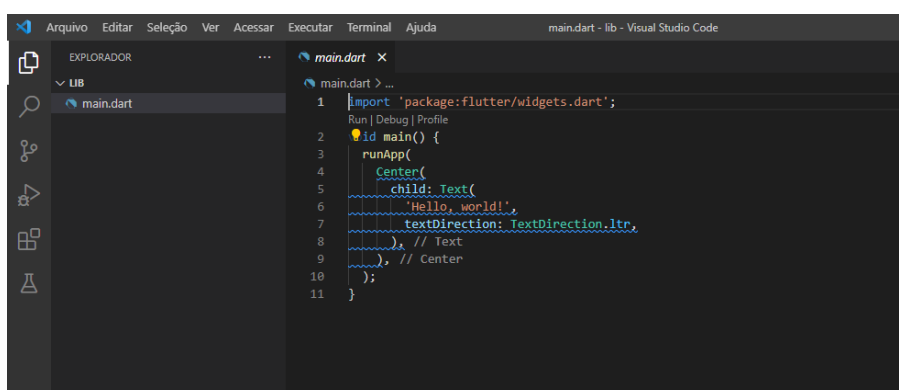 Arquivo Editar Seleção Ver Acessar Executar Terminal Ajuda main.dart - lib - Visual Studio Code
EXPLORADOR ...
LIB
main.dart
main.dart ×
main.dart > ...
1 import 'package:flutter/widgets.dart';
Run | Debug | Profile
2 id main() {
3 runApp(
4 Center(
5 child: Text(
6 'Hello, world!',
7 textDirection: TextDirection.ltr,
8 ), // Text
9 ), // Center
10 );
11 }